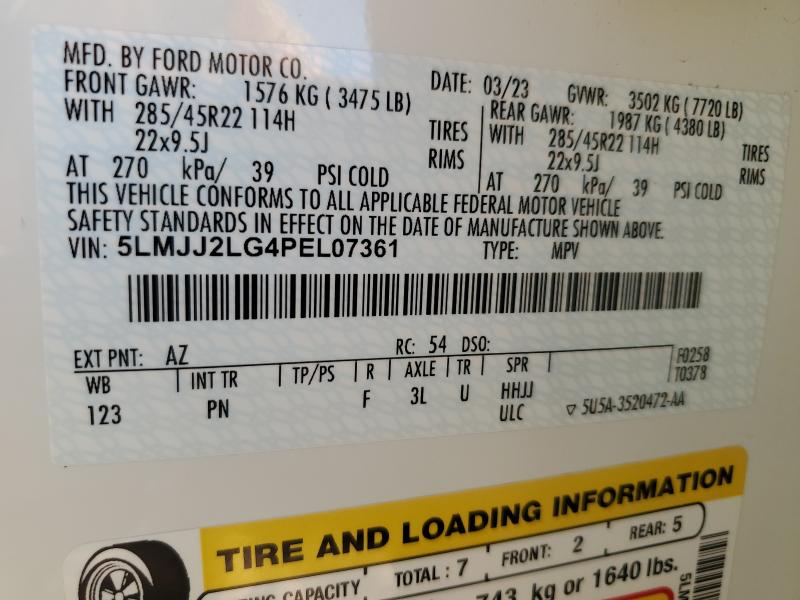 MFD. BY FORD MOTOR CO.
DATE: 03/23 GVWR: 3502 KG ( 7720 LB)
FRONT GAWR: 1576 KG ( 3475 LB)
WITH 285/45R22 114H TIRES
22x9.5J RIMS
AT 270 kPa/ 39 PSI COLD
REAR GAWR: 1987 KG ( 4380 LB)
WITH 285/45R22 114H TIRES
22x9.5J RIMS
AT 270 kPa/ 39 PSI COLD
THIS VEHICLE CONFORMS TO ALL APPLICABLE FEDERAL MOTOR VEHICLE
SAFETY STANDARDS IN EFFECT ON THE DATE OF MANUFACTURE SHOWN ABOVE.
VIN: 5LMJJ2LG4PEL07361 TYPE: MPV
EXT PNT: AZ RC: 54 DSO:
WB INT TR TP/PS R AXLE TR SPR F0258
T0378
123 PN F 3L U HHJJ
ULC ▽ 5U5A-3520472-AA
TIRE AND LOADING INFORMATION
CAPACITY TOTAL : 7 FRONT: 2 REAR: 5
743 kg or 1640 lbs.